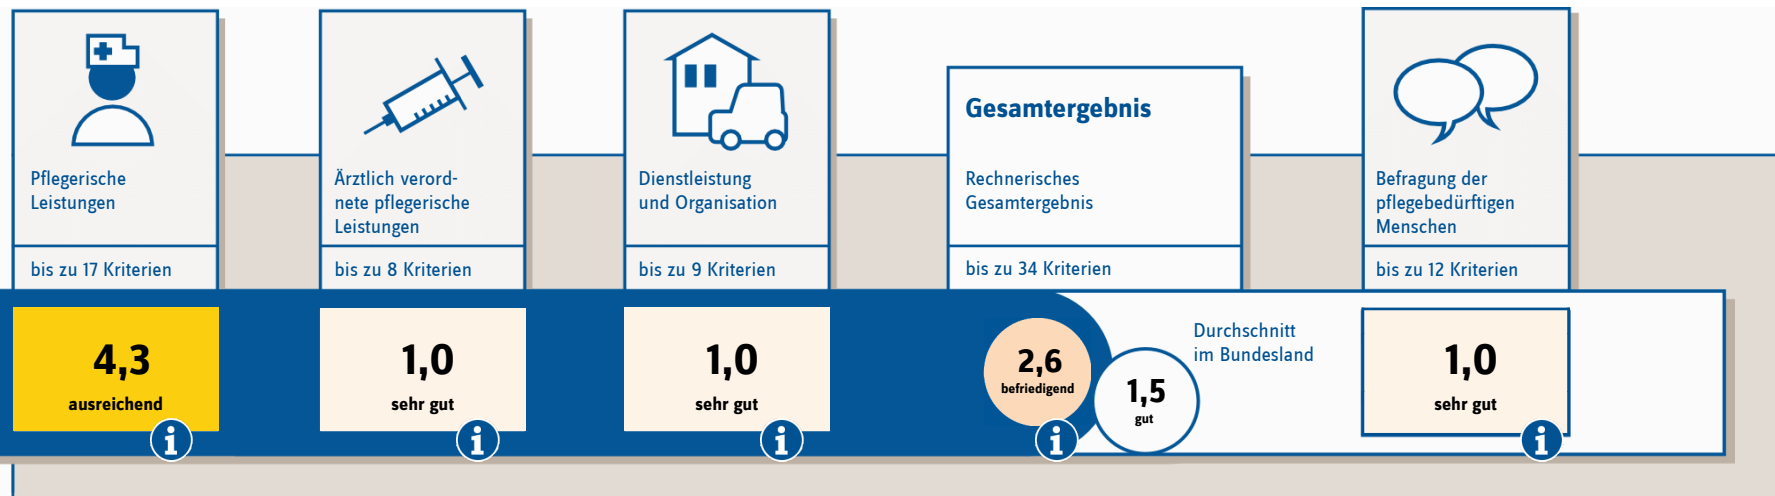 Pflegerische
Leistungen
bis zu 17 Kriterien
4,3
ausreichend
i
Ärztlich verord-
nete pflegerische
Leistungen
bis zu 8 Kriterien
1,0
sehr gut
i
Dienstleistung
und Organisation
bis zu 9 Kriterien
1,0
sehr gut
i
Gesamtergebnis
Rechnerisches
Gesamtergebnis
bis zu 34 Kriterien
2,6
befriedigend
i
Durchschnitt
im Bundesland
1,5
gut
Befragung der
pflegebedürftigen
Menschen
bis zu 12 Kriterien
1,0
sehr gut
i